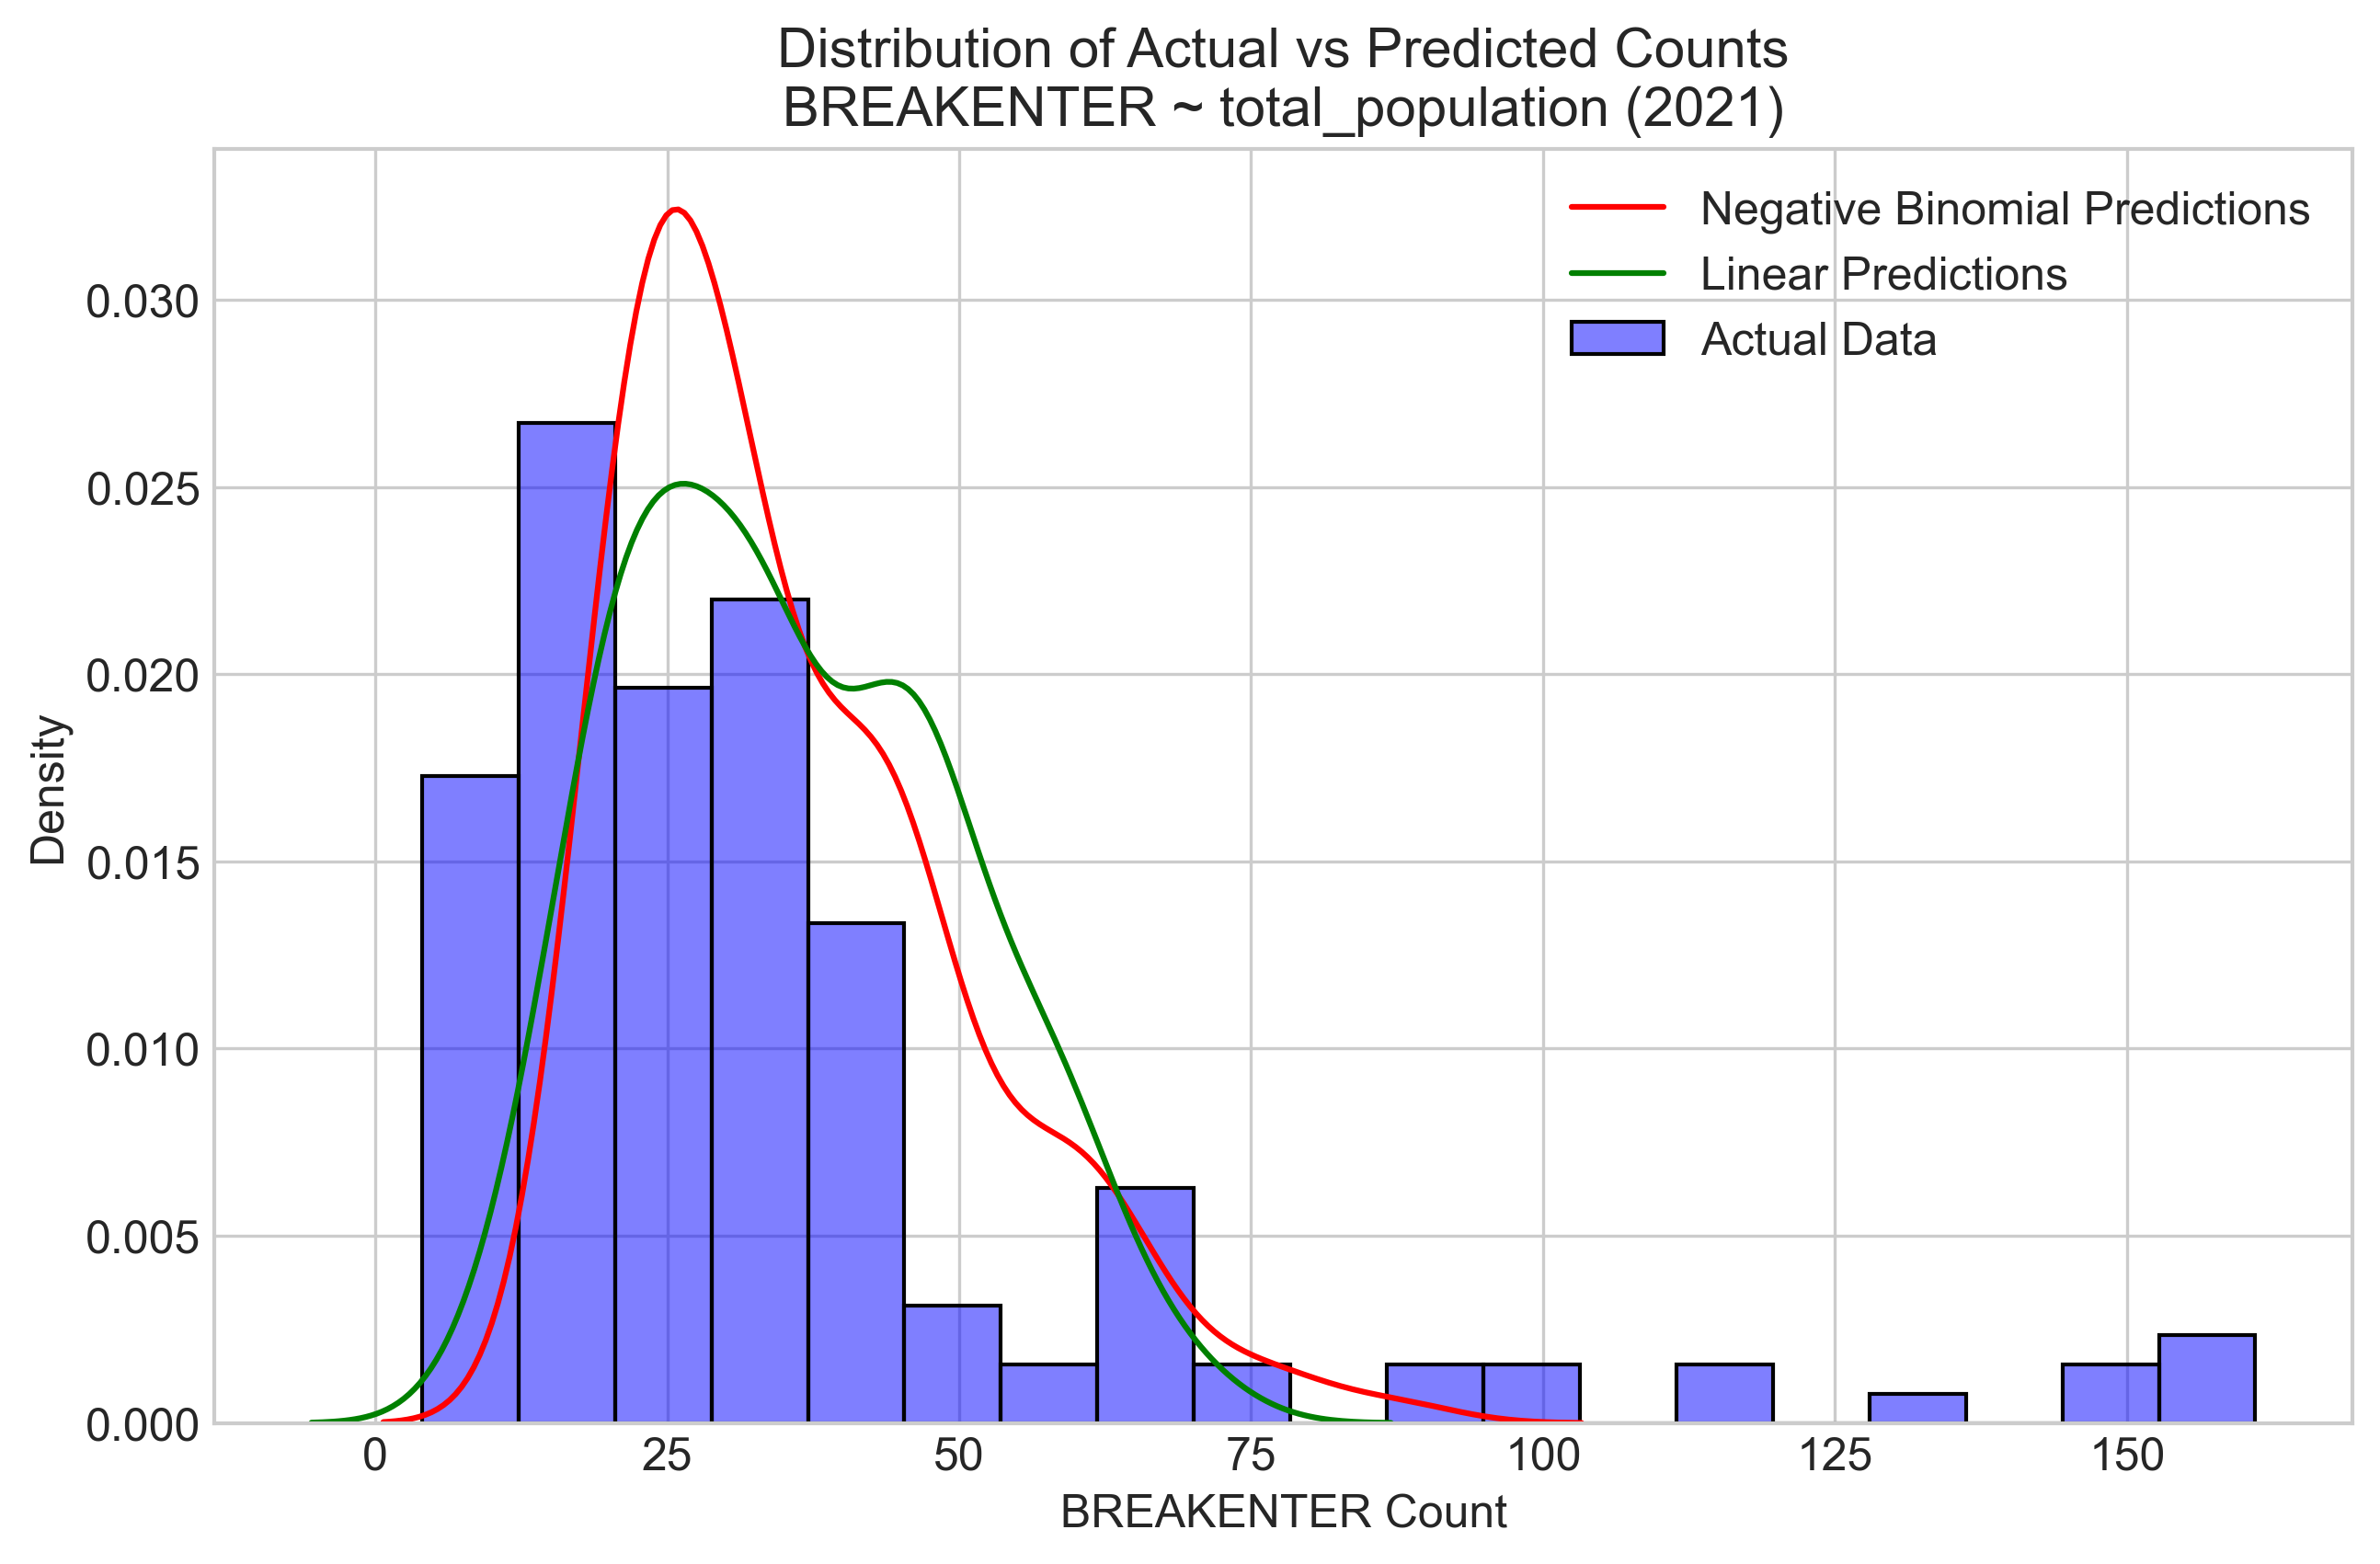 Distribution of Actual vs Predicted Counts
BREAKENTER ~ total_population (2021)
Negative Binomial Predictions
Linear Predictions
Actual Data
0.030
0.025
0.020
0.015
0.010
0.005
0.000
Density
0 25 50 75 100 125 150
BREAKENTER Count